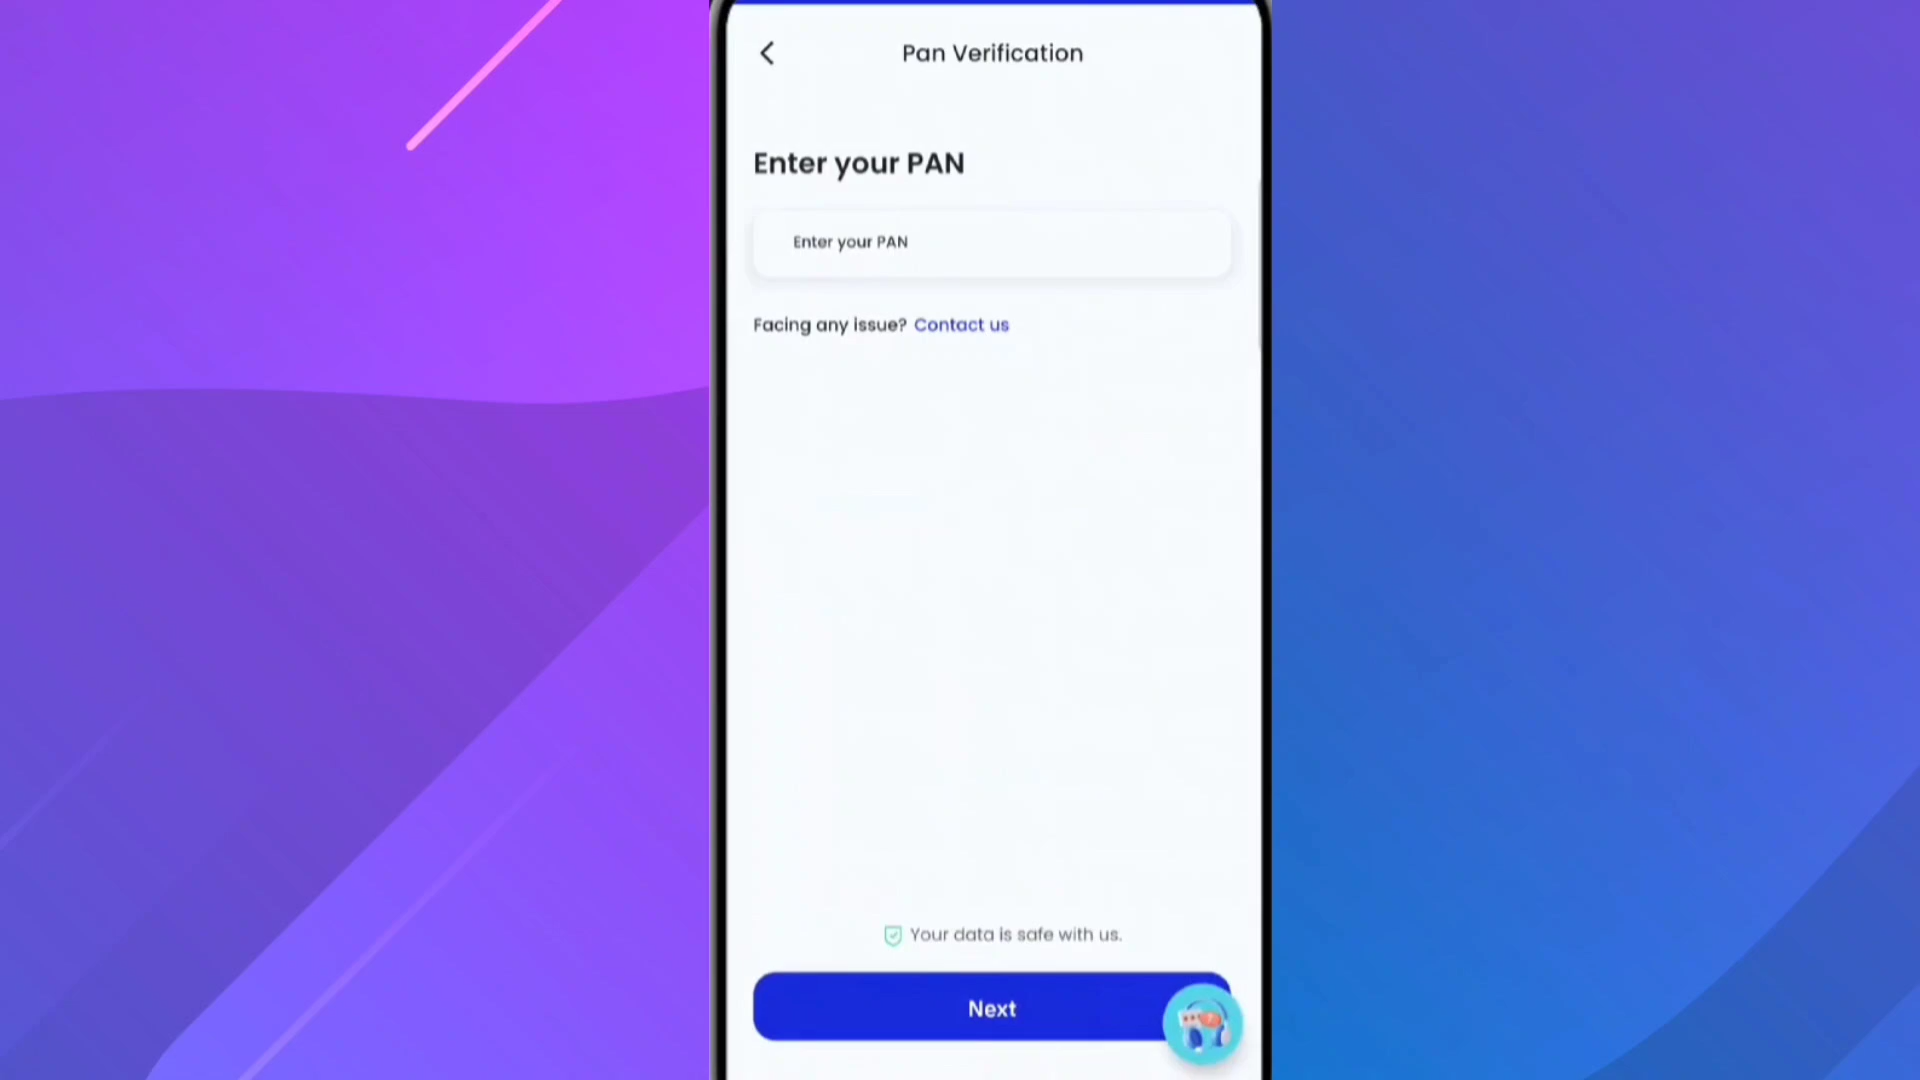 Pan Verification
Enter your PAN
Enter your PAN
Facing any issue? Contact us
Your data is safe with us.
Next